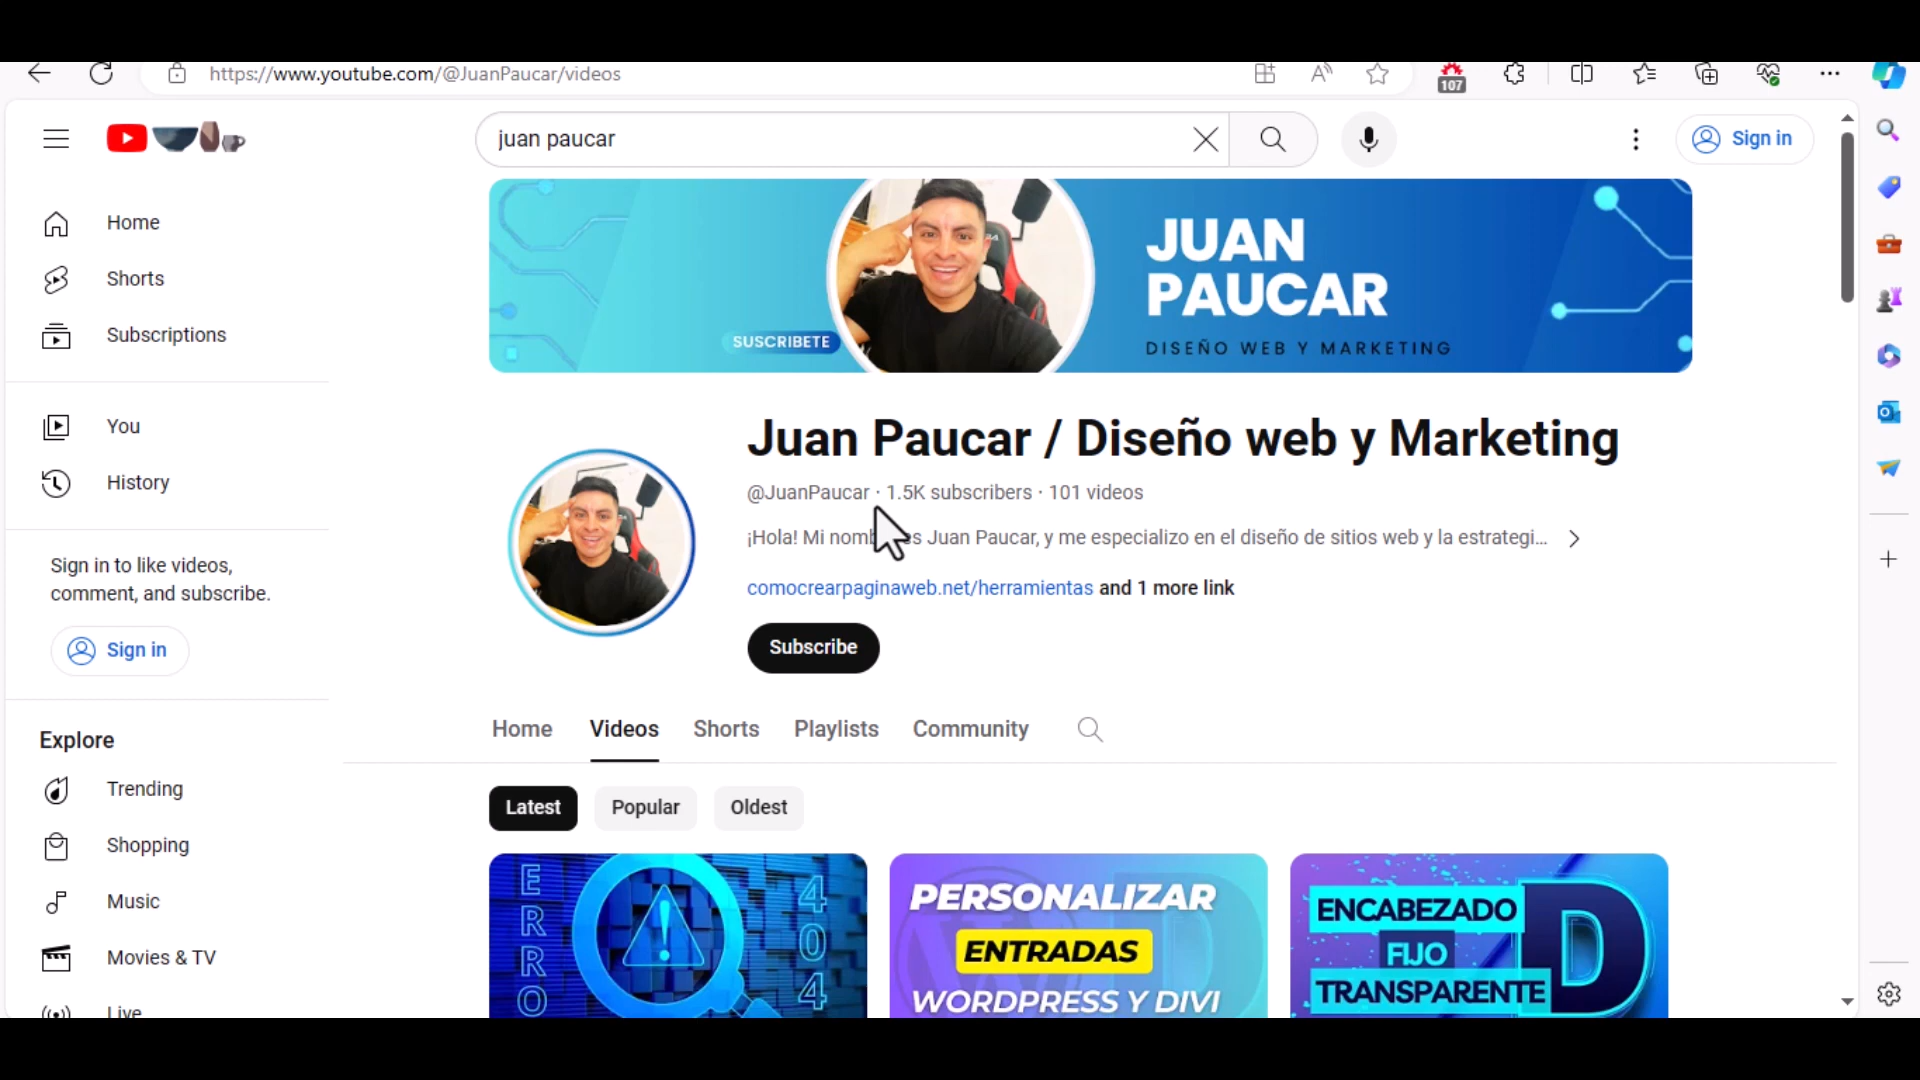 https://www.youtube.com/@JuanPaucar/videos
107
juan paucar
Sign in
Home
Shorts
Subscriptions
You
History
Sign in to like videos,
comment, and subscribe.
Sign in
Explore
Trending
Shopping
Music
Movies & TV
Live
SUSCRIBETE
JUAN
PAUCAR
DISEÑO WEB Y MARKETING
Juan Paucar / Diseño web y Marketing
@JuanPaucar · 1.5K subscribers · 101 videos
¡Hola! Mi nomb es Juan Paucar, y me especializo en el diseño de sitios web y la estrategi...
comocrearpaginaweb.net/herramientas and 1 more link
Subscribe
Home Videos Shorts Playlists Community
Latest Popular Oldest
ERRO
404
PERSONALIZAR
ENTRADAS
WORDPRESS Y DIVI
ENCABEZADO
FIJO
TRANSPARENTE
D